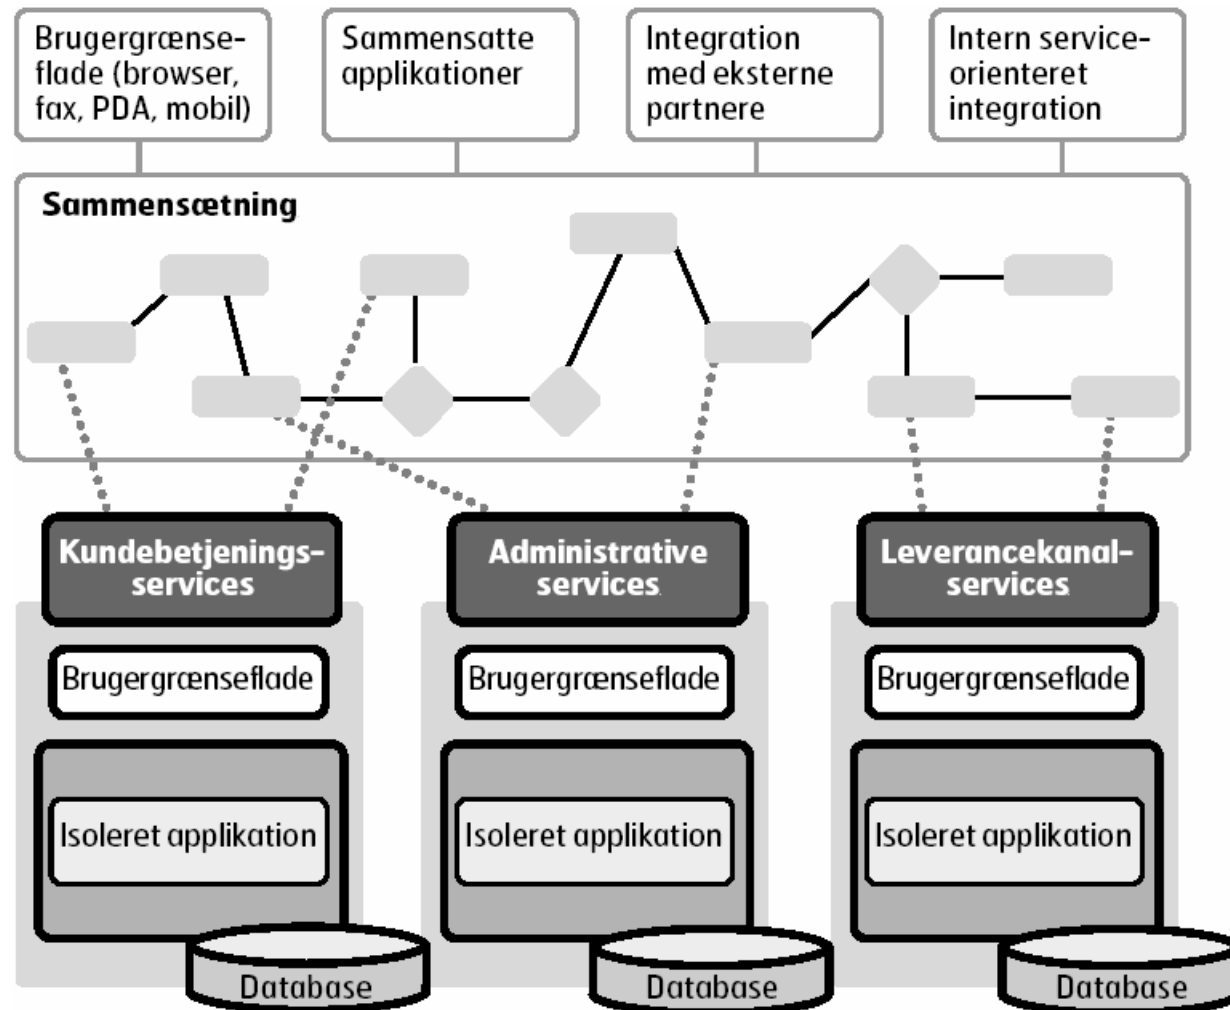 Brugergrænse-
flade (browser,
fax, PDA, mobil)
Sammensatte
applikationer
Integration
med eksterne
partnere
Intern service-
orienteret
integration
Sammensætning
Kundebetjenings-
services
Administrative
services
Leverancekanal-
services
Brugergrænseflade
Brugergrænseflade
Brugergrænseflade
Isoleret applikation
Isoleret applikation
Isoleret applikation
Database
Database
Database